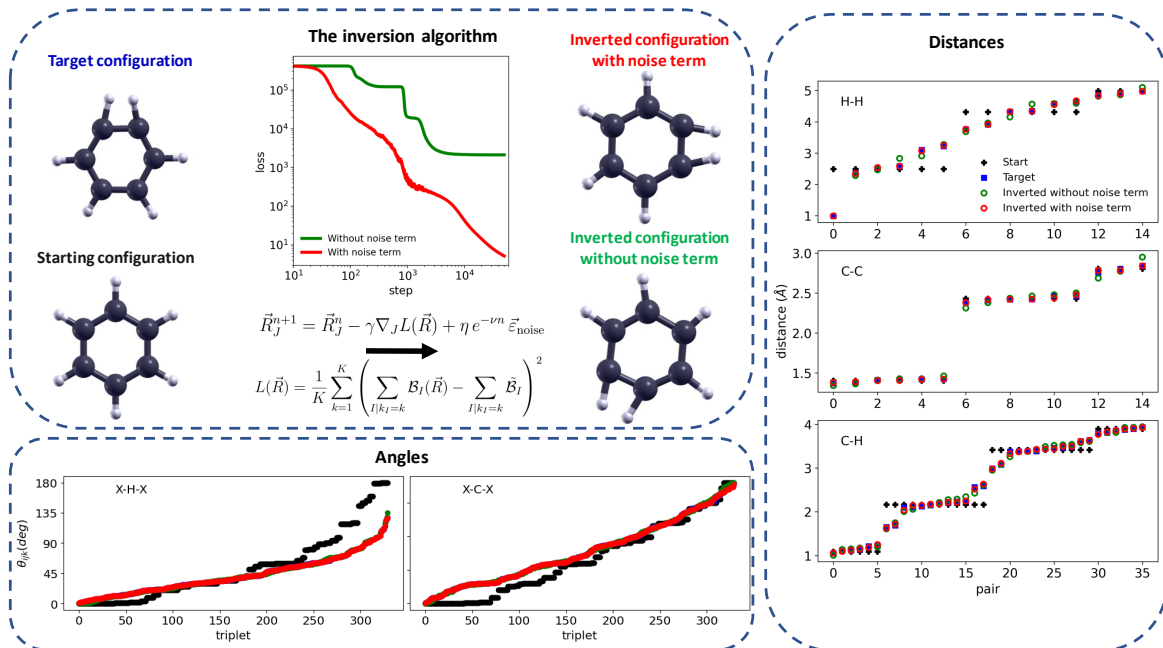 Target configuration
Starting configuration
The inversion algorithm
loss
10^5
10^4
10^3
10^2
10^1
Without noise term
With noise term
10^1 10^2 10^3 10^4
step
\vec{R}_J^{n+1} = \vec{R}_J^n − γ∇_J L(\vec{R}) + η e^{−νn} \vec{ε}_{noise}
L(\vec{R}) = \frac{1}{K} \sum_{k=1}^{K} \left( \sum_{I|k_I=k} \mathcal{B}_I(\vec{R}) − \sum_{I|k_I=k} \tilde{\mathcal{B}}_I \right)^2
Inverted configuration
with noise term
Inverted configuration
without noise term
Angles
θ_{ijk}(deg)
180
135
90
45
0
X-H-X
0 50 100 150 200 250 300
triplet
X-C-X
0 50 100 150 200 250 300
triplet
Distances
distance (Å)
H-H
5
4
3
2
1
Start
Target
Inverted without noise term
Inverted with noise term
0 2 4 6 8 10 12 14
C-C
3.0
2.5
2.0
1.5
0 2 4 6 8 10 12 14
C-H
4
3
2
1
0 5 10 15 20 25 30 35
pair